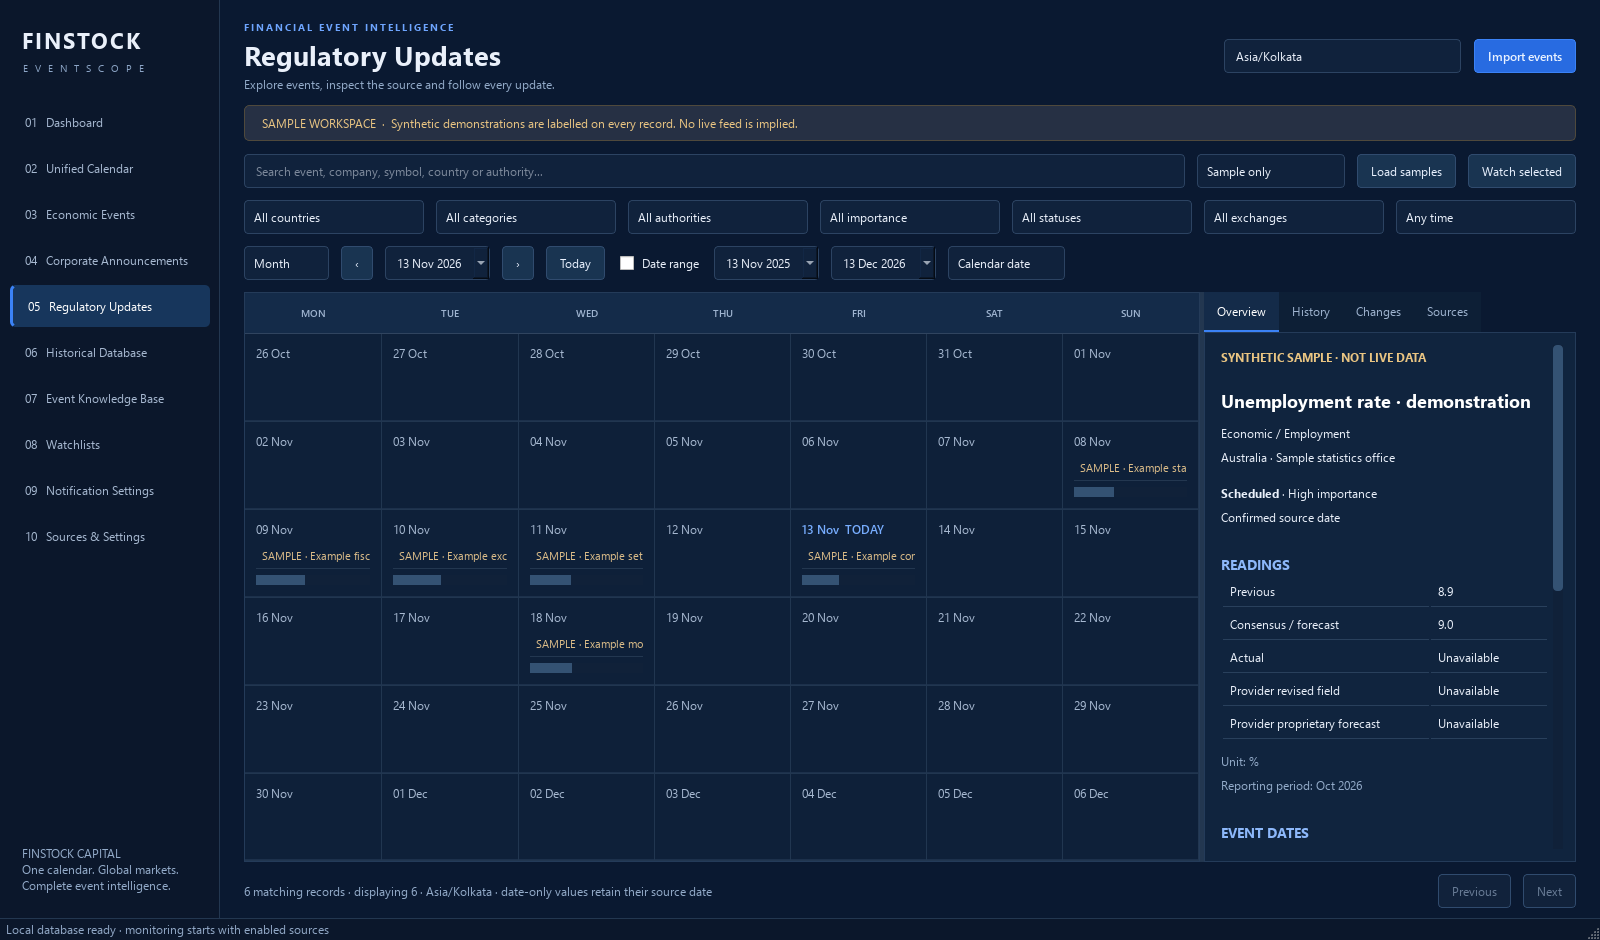 FINSTOCK
EVENTSCOPE
01 Dashboard
02 Unified Calendar
03 Economic Events
04 Corporate Announcements
05 Regulatory Updates
06 Historical Database
07 Event Knowledge Base
08 Watchlists
09 Notification Settings
10 Sources & Settings
FINSTOCK CAPITAL
One calendar. Global markets.
Complete event intelligence.
FINANCIAL EVENT INTELLIGENCE
Regulatory Updates
Explore events, inspect the source and follow every update.
Asia/Kolkata
Import events
SAMPLE WORKSPACE · Synthetic demonstrations are labelled on every record. No live feed is implied.
Search event, company, symbol, country or authority...
Sample only
Load samples
Watch selected
All countries
All categories
All authorities
All importance
All statuses
All exchanges
Any time
Month
‹
13 Nov 2026
›
Today
Date range
13 Nov 2025
13 Dec 2026
Calendar date
MON TUE WED THU FRI SAT SUN
26 Oct 27 Oct 28 Oct 29 Oct 30 Oct 31 Oct 01 Nov
02 Nov 03 Nov 04 Nov 05 Nov 06 Nov 07 Nov 08 Nov
SAMPLE · Example sta
09 Nov 10 Nov 11 Nov 12 Nov 13 Nov TODAY 14 Nov 15 Nov
SAMPLE · Example fisc SAMPLE · Example exc SAMPLE · Example set SAMPLE · Example cor
16 Nov 17 Nov 18 Nov 19 Nov 20 Nov 21 Nov 22 Nov
SAMPLE · Example mo
23 Nov 24 Nov 25 Nov 26 Nov 27 Nov 28 Nov 29 Nov
30 Nov 01 Dec 02 Dec 03 Dec 04 Dec 05 Dec 06 Dec
Overview History Changes Sources
SYNTHETIC SAMPLE · NOT LIVE DATA
Unemployment rate · demonstration
Economic / Employment
Australia · Sample statistics office
Scheduled · High importance
Confirmed source date
READINGS
Previous 8.9
Consensus / forecast 9.0
Actual Unavailable
Provider revised field Unavailable
Provider proprietary forecast Unavailable
Unit: %
Reporting period: Oct 2026
EVENT DATES
6 matching records · displaying 6 · Asia/Kolkata · date-only values retain their source date
Previous
Next
Local database ready · monitoring starts with enabled sources